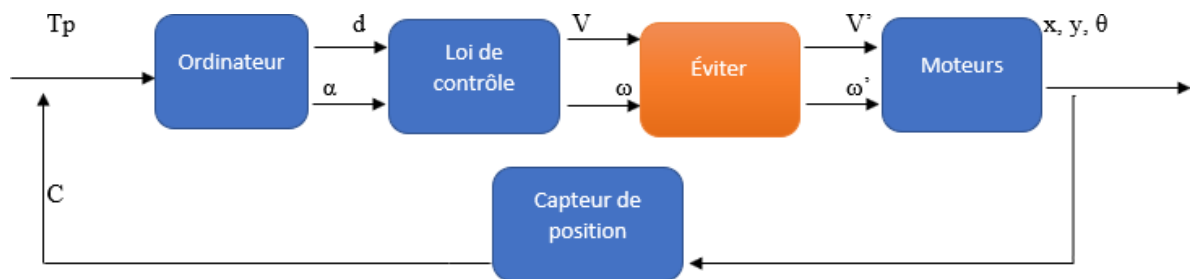 Tp
Ordinateur
d
α
Loi de
contrôle
V
ω
Éviter
V’
ω’
Moteurs
x, y, θ
C
Capteur de
position